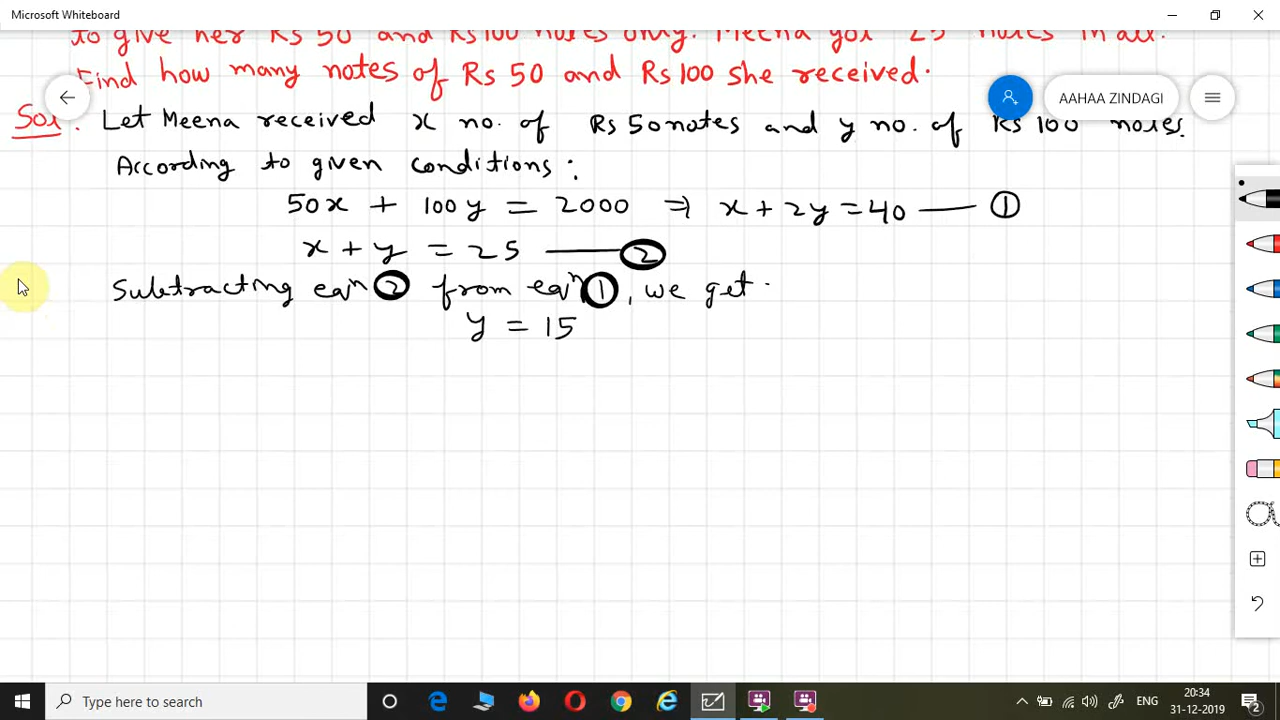 Microsoft Whiteboard
to give her Rs 50 and Rs 100 notes only. Meena got 25 notes in all.
Find how many notes of Rs 50 and Rs 100 she received.
AAHAA ZINDAGI
Sol. Let Meena received x no. of Rs 50 notes and y no. of Rs 100 notes.
According to given conditions:
50x + 100y = 2000 ⇒ x + 2y = 40 — ①
x + y = 25 — ②
Subtracting eqⁿ ② from eqⁿ ①, we get.
y = 15
Type here to search
ENG
20:34
31-12-2019
2